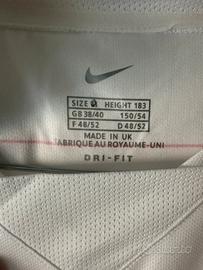 SIZE HEIGHT 183
GB 38/40 150/54
F 48/52 D 48/52
MADE IN UK
FABRIQUE AU ROYAUME-UNI
DRI-FIT